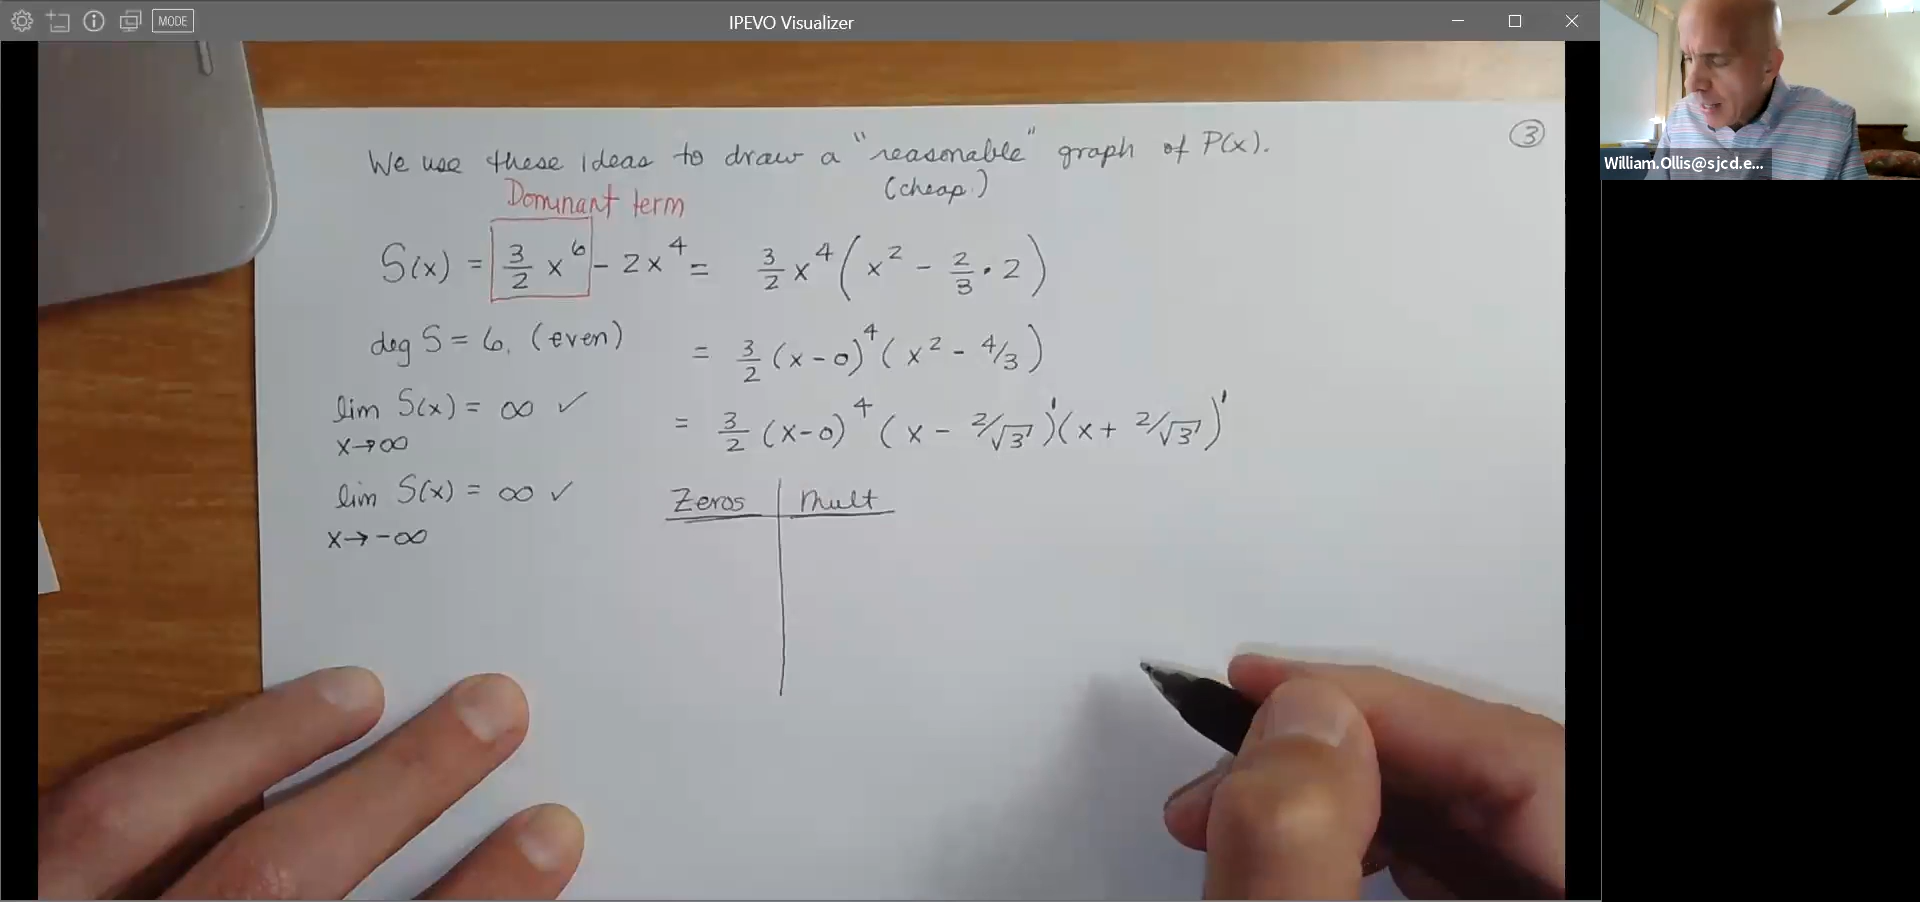 MODE
IPEVO Visualizer
William.Ollis@sjcd.e...
3
We use these ideas to draw a "reasonable" graph of P(x).
(cheap.)
Dominant term
S(x) = 3/2 x^6 - 2x^4 = 3/2 x^4 (x^2 - 2/3 · 2)
deg S = 6. (even)
= 3/2 (x-0)^4 (x^2 - 4/3)
lim S(x) = ∞ ✓
x→∞
= 3/2 (x-0)^4 (x - 2/√3)^1 (x + 2/√3)^1
lim S(x) = ∞ ✓
x→-∞
Zeros | Mult